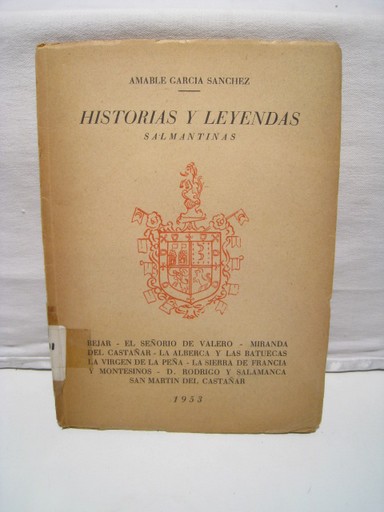 AMABLE GARCIA SANCHEZ
HISTORIAS Y LEYENDAS
SALMANTINAS
BEJAR - EL SEÑORIO DE VALERO - MIRANDA
DEL CASTAÑAR - LA ALBERCA Y LAS BATUECAS
LA VIRGEN DE LA PEÑA - LA SIERRA DE FRANCIA
Y MONTESINOS - D. RODRIGO Y SALAMANCA
SAN MARTIN DEL CASTAÑAR
1953